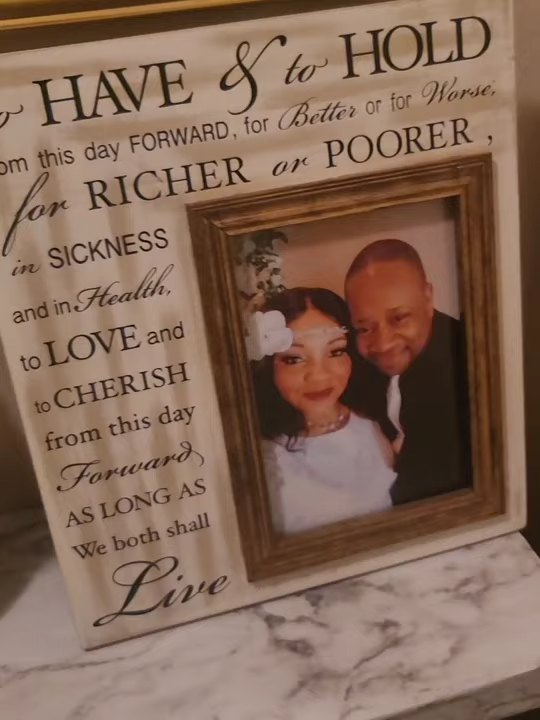 HAVE & to HOLD
om this day FORWARD, for Better or for Worse,
for RICHER or POORER,
in SICKNESS
and in Health,
to LOVE and
to CHERISH
from this day
Forward
AS LONG AS
We both shall
Live